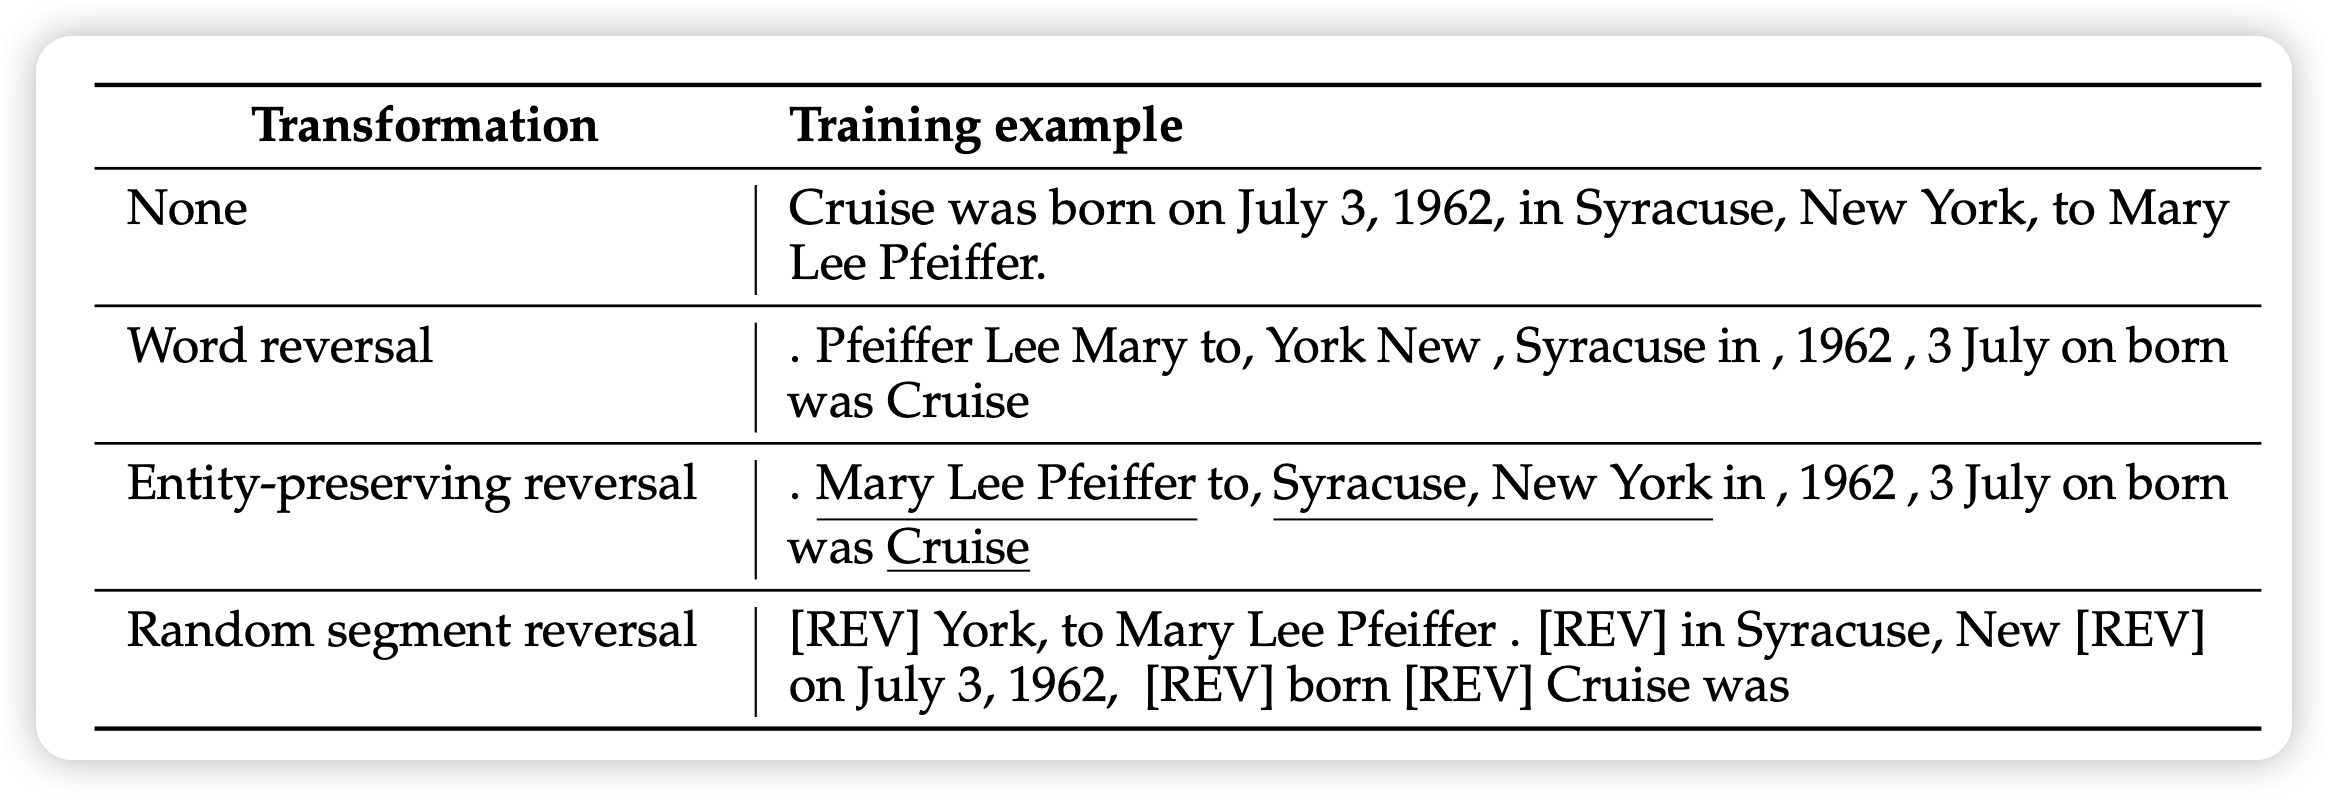 Transformation Training example
None Cruise was born on July 3, 1962, in Syracuse, New York, to Mary
Lee Pfeiffer.
Word reversal . Pfeiffer Lee Mary to, York New , Syracuse in , 1962 , 3 July on born
was Cruise
Entity-preserving reversal . Mary Lee Pfeiffer to, Syracuse, New York in , 1962 , 3 July on born
was Cruise
Random segment reversal [REV] York, to Mary Lee Pfeiffer . [REV] in Syracuse, New [REV]
on July 3, 1962, [REV] born [REV] Cruise was